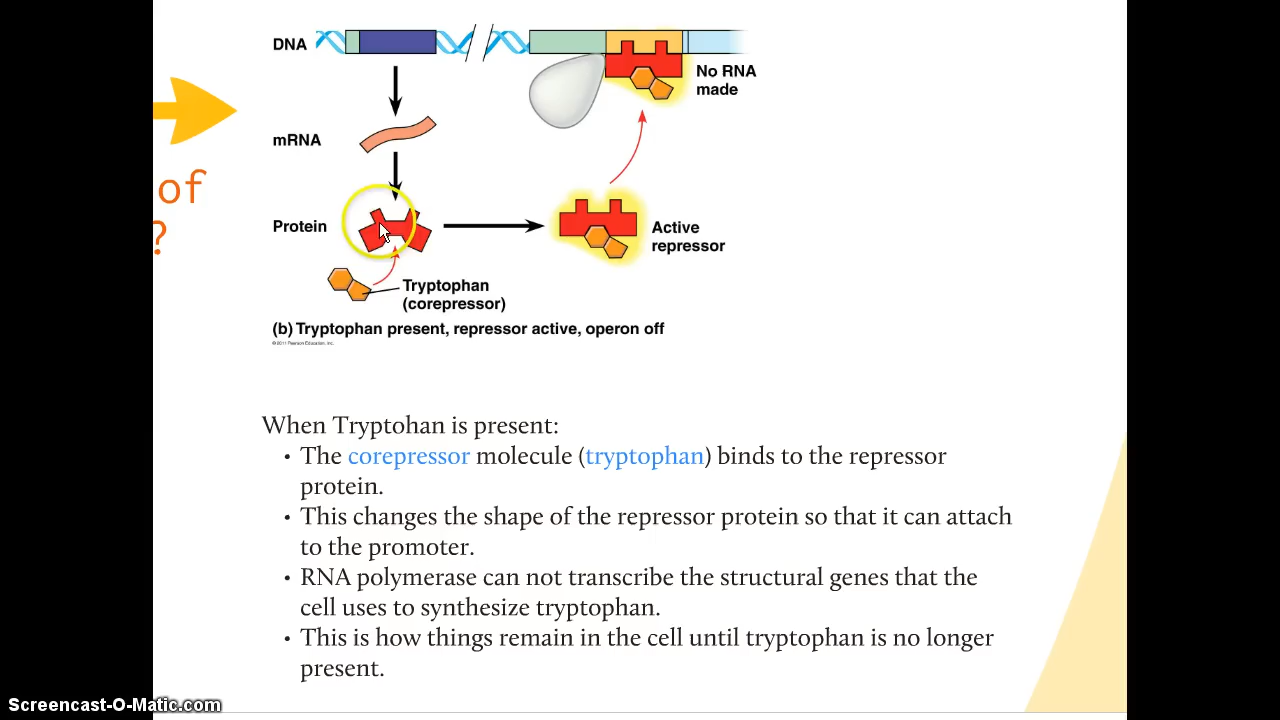 DNA
No RNA
made
mRNA
of
?
Protein
Active
repressor
Tryptophan
(corepressor)
(b) Tryptophan present, repressor active, operon off
© 2011 Pearson Education, Inc.
When Tryptohan is present:
• The corepressor molecule (tryptophan) binds to the repressor
protein.
• This changes the shape of the repressor protein so that it can attach
to the promoter.
• RNA polymerase can not transcribe the structural genes that the
cell uses to synthesize tryptophan.
• This is how things remain in the cell until tryptophan is no longer
present.
Screencast-O-Matic.com